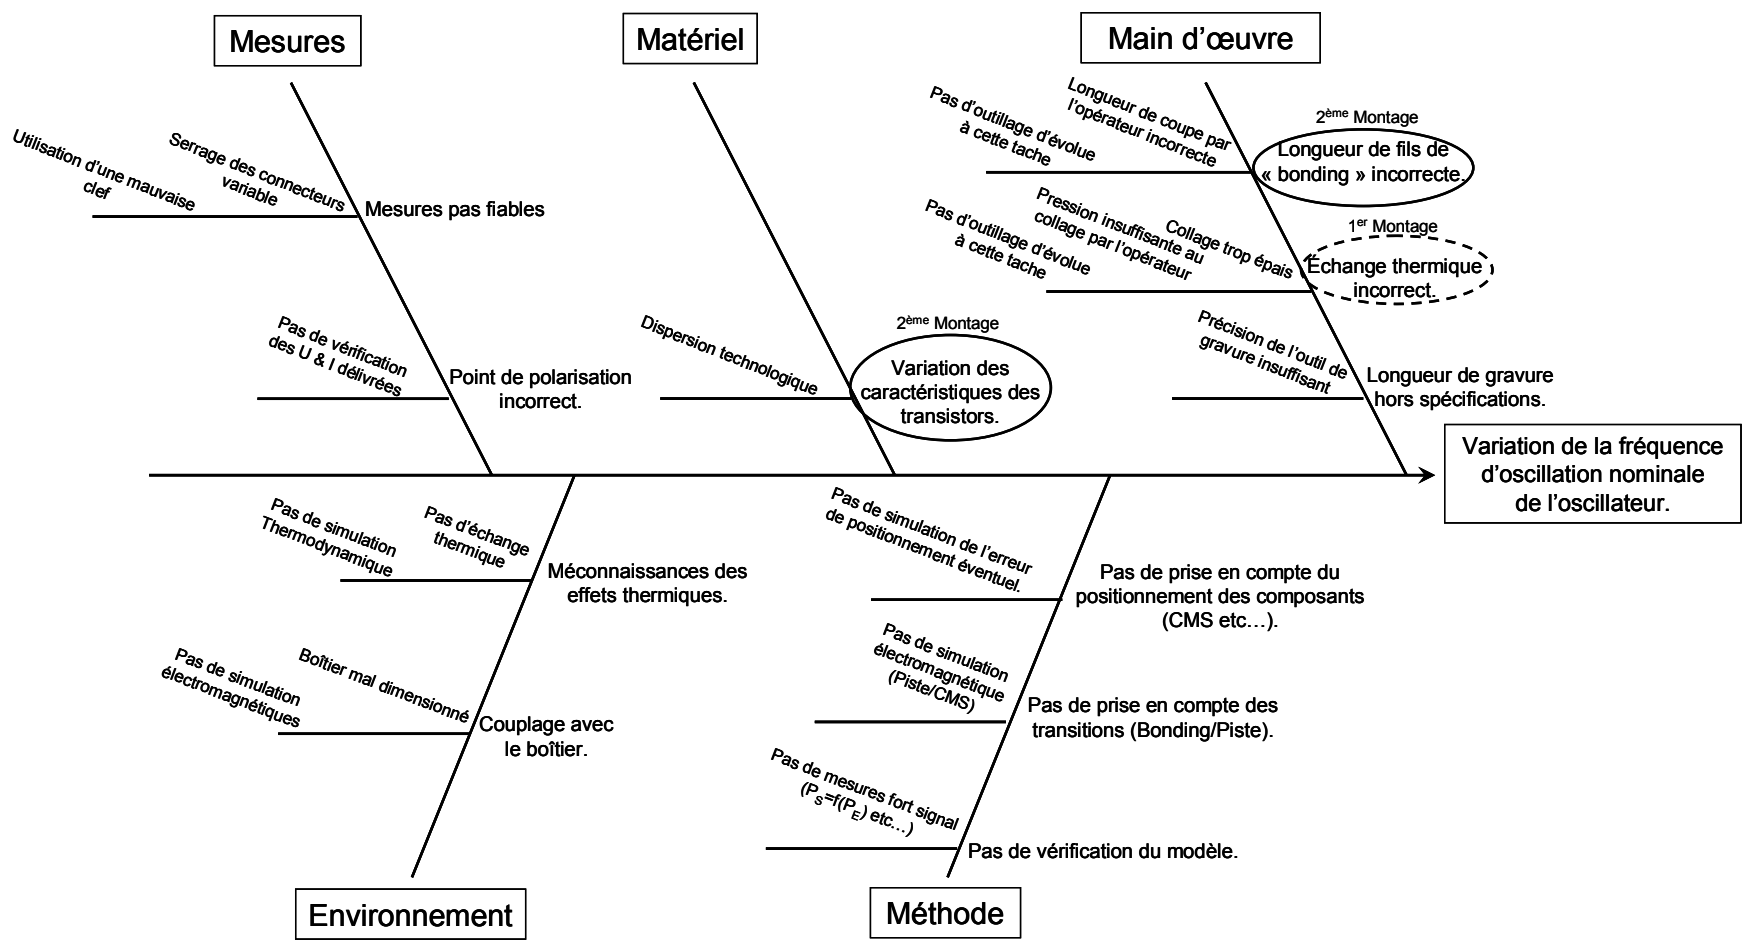 Mesures
Matériel
Main d’œuvre
Utilisation d’une mauvaise
clef
Serrage des connecteurs
variable
Mesures pas fiables
Pas de vérification
des U & I délivrées
Point de polarisation
incorrect.
Dispersion technologique
2ème Montage
Variation des
caractéristiques des
transistors.
Pas d’outillage d’évolue
à cette tache
Longueur de coupe par
l’opérateur incorrecte
2ème Montage
Longueur de fils de
« bonding » incorrecte.
Pas d’outillage d’évolue
à cette tache
Pression insuffisante au
collage par l’opérateur
Collage trop épais
1er Montage
Échange thermique
incorrect.
Précision de l’outil de
gravure insuffisant
Longueur de gravure
hors spécifications.
Variation de la fréquence
d’oscillation nominale
de l’oscillateur.
Pas de simulation
Thermodynamique
Pas d’échange
thermique
Méconnaissances des
effets thermiques.
Pas de simulation
électromagnétiques
Boîtier mal dimensionné
Couplage avec
le boîtier.
Pas de simulation de l’erreur
de positionnement éventuel.
Pas de prise en compte du
positionnement des composants
(CMS etc…).
Pas de simulation
électromagnétique
(Piste/CMS)
Pas de prise en compte des
transitions (Bonding/Piste).
Pas de mesures fort signal
(PS=f(PE) etc…)
Pas de vérification du modèle.
Environnement
Méthode